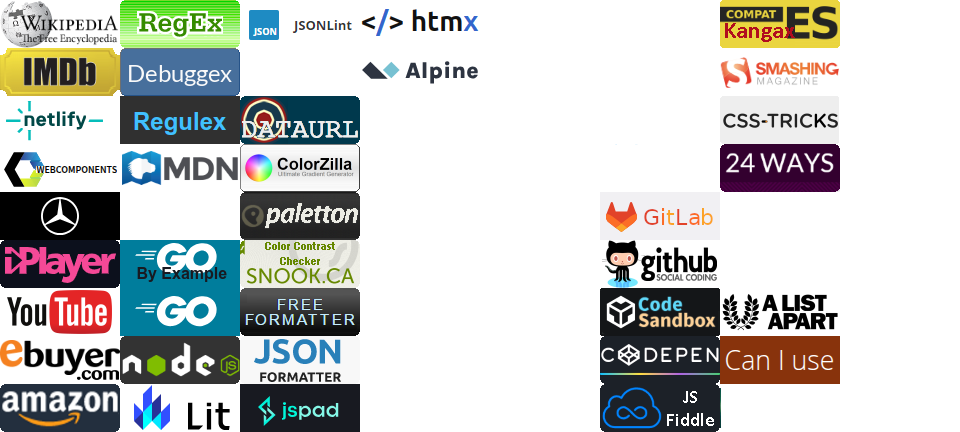 WIKIPEDIA
The Free Encyclopedia
RegEx
JSON
JSONLint
</> htmx
COMPAT
ES
Kangax
IMDb
Debuggex
Alpine
SMASHING
MAGAZINE
netlify
Regulex
DATAURL
CSS-TRICKS
WEBCOMPONENTS
MDN
ColorZilla
Ultimate Gradient Generator
24 WAYS
paletton
GitLab
iPlayer
GO
By Example
Color Contrast
Checker
SNOOK.CA
github
SOCIAL CODING
YouTube
GO
FREE
FORMATTER
Code
Sandbox
A LIST
APART
ebuyer
.com
node
JS
JSON
FORMATTER
CODEPEN
Can I use
amazon
Lit
jspad
JS
Fiddle